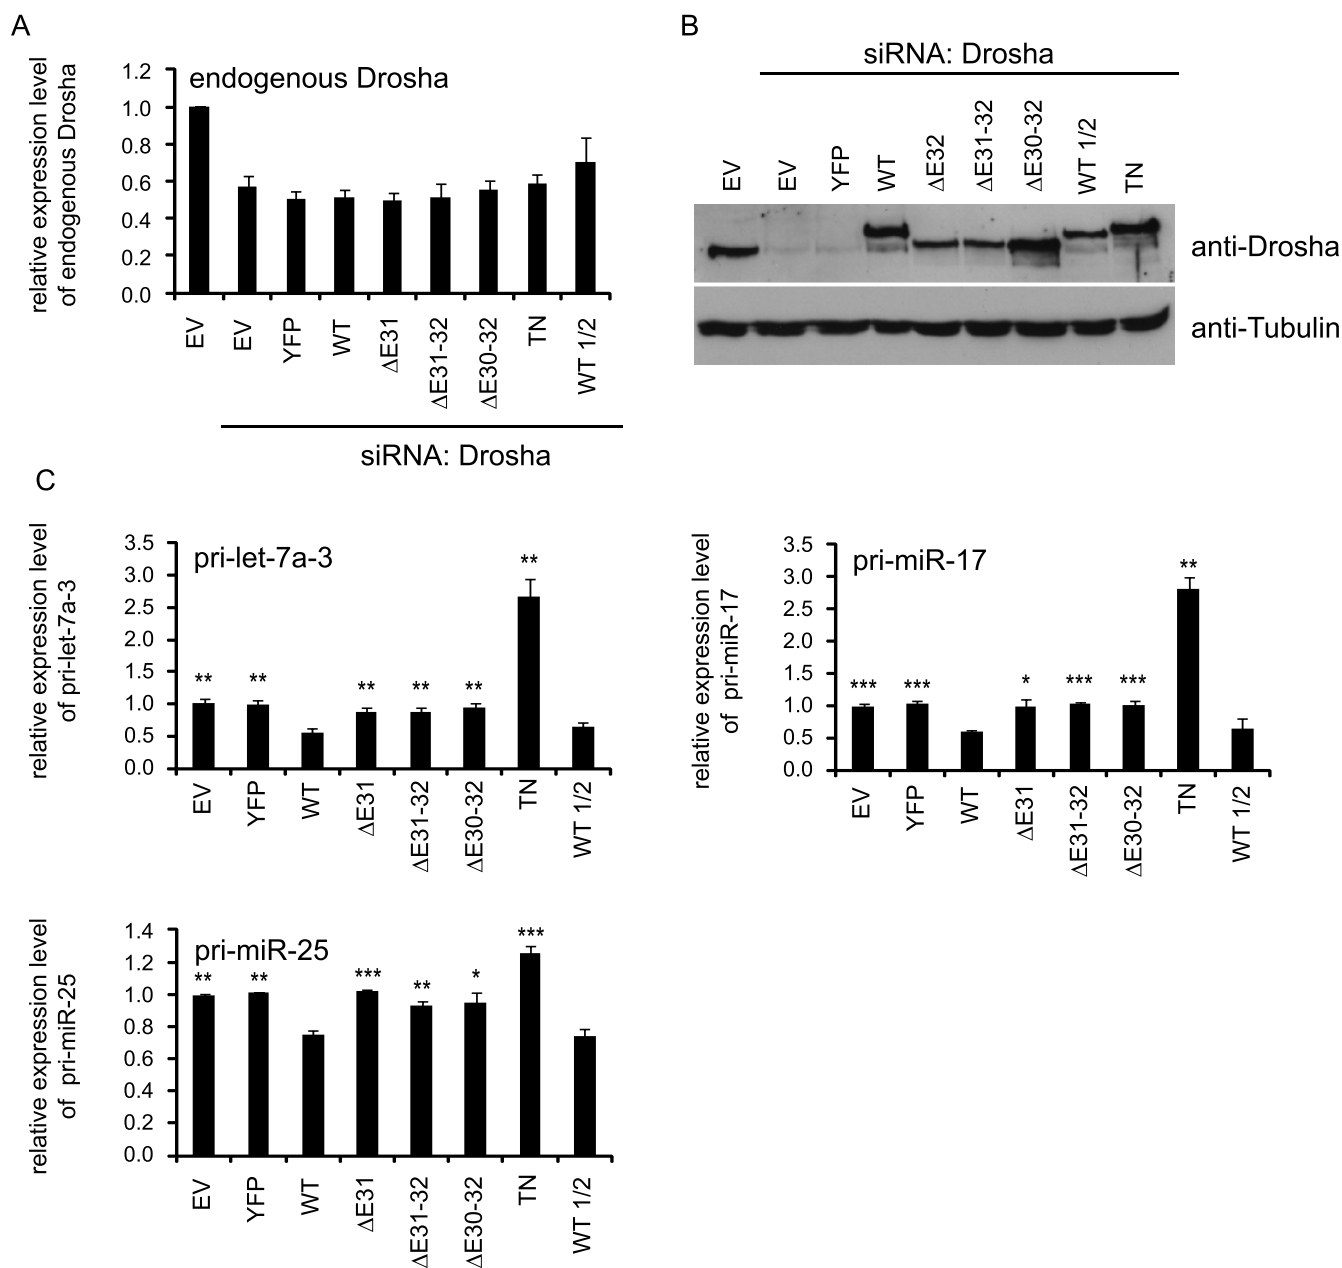 A
relative expression level
of endogenous Drosha
endogenous Drosha
1.2
1.0
0.8
0.6
0.4
0.2
0.0
EV
EV
YFP
WT
ΔE31
ΔE31-32
ΔE30-32
TN
WT 1/2
siRNA: Drosha
B
siRNA: Drosha
EV
EV
YFP
WT
ΔE32
ΔE31-32
ΔE30-32
WT 1/2
TN
anti-Drosha
anti-Tubulin
C
relative expression level
of pri-let-7a-3
pri-let-7a-3
3.5
3.0
2.5
2.0
1.5
1.0
0.5
0.0
** ** ** ** ** **
EV
YFP
WT
ΔE31
ΔE31-32
ΔE30-32
TN
WT 1/2
relative expression level
of pri-miR-17
pri-miR-17
3.5
3.0
2.5
2.0
1.5
1.0
0.5
0.0
*** *** * *** *** **
EV
YFP
WT
ΔE31
ΔE31-32
ΔE30-32
TN
WT 1/2
relative expression level
of pri-miR-25
pri-miR-25
1.4
1.2
1.0
0.8
0.6
0.4
0.2
0.0
** ** *** ** * ***
EV
YFP
WT
ΔE31
ΔE31-32
ΔE30-32
TN
WT 1/2